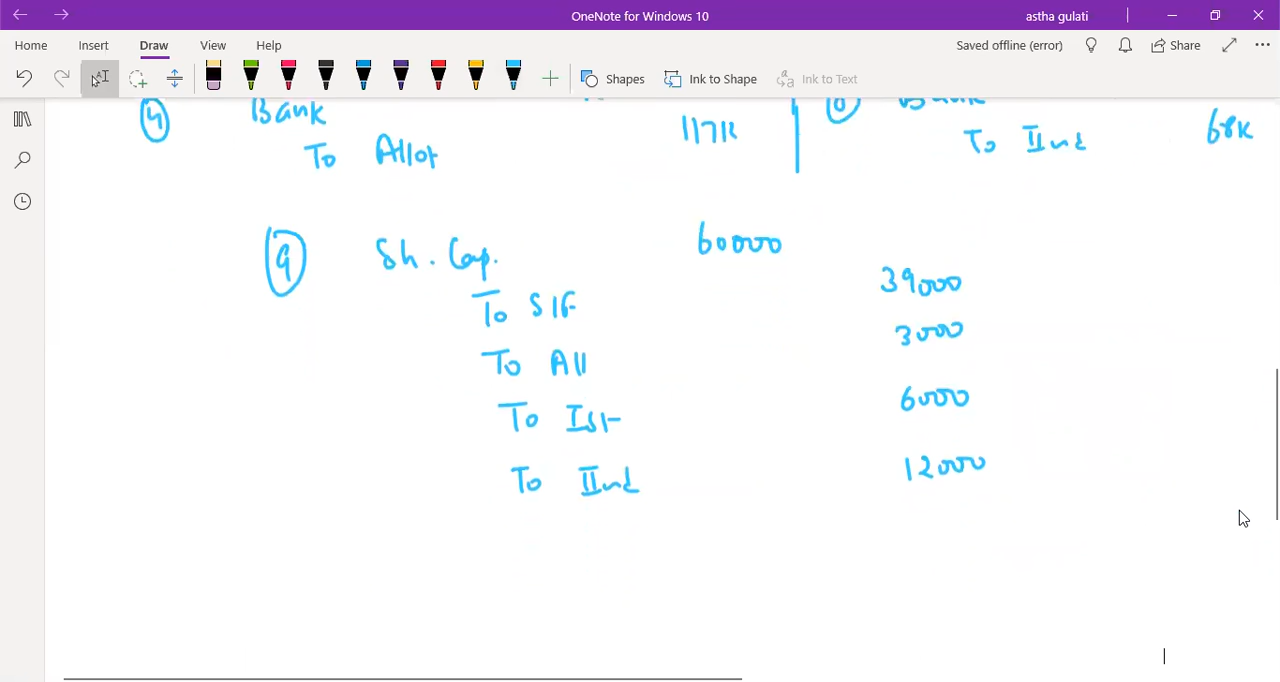 OneNote for Windows 10
astha gulati
Home Insert Draw View Help
Saved offline (error)
Share
Shapes
Ink to Shape
Ink to Text
4 Bank
To Allot 117K
To IInd 68K
9 Sh. Cap. 60000
To SIF 39000
To All 3000
To Ist 6000
To IInd 12000